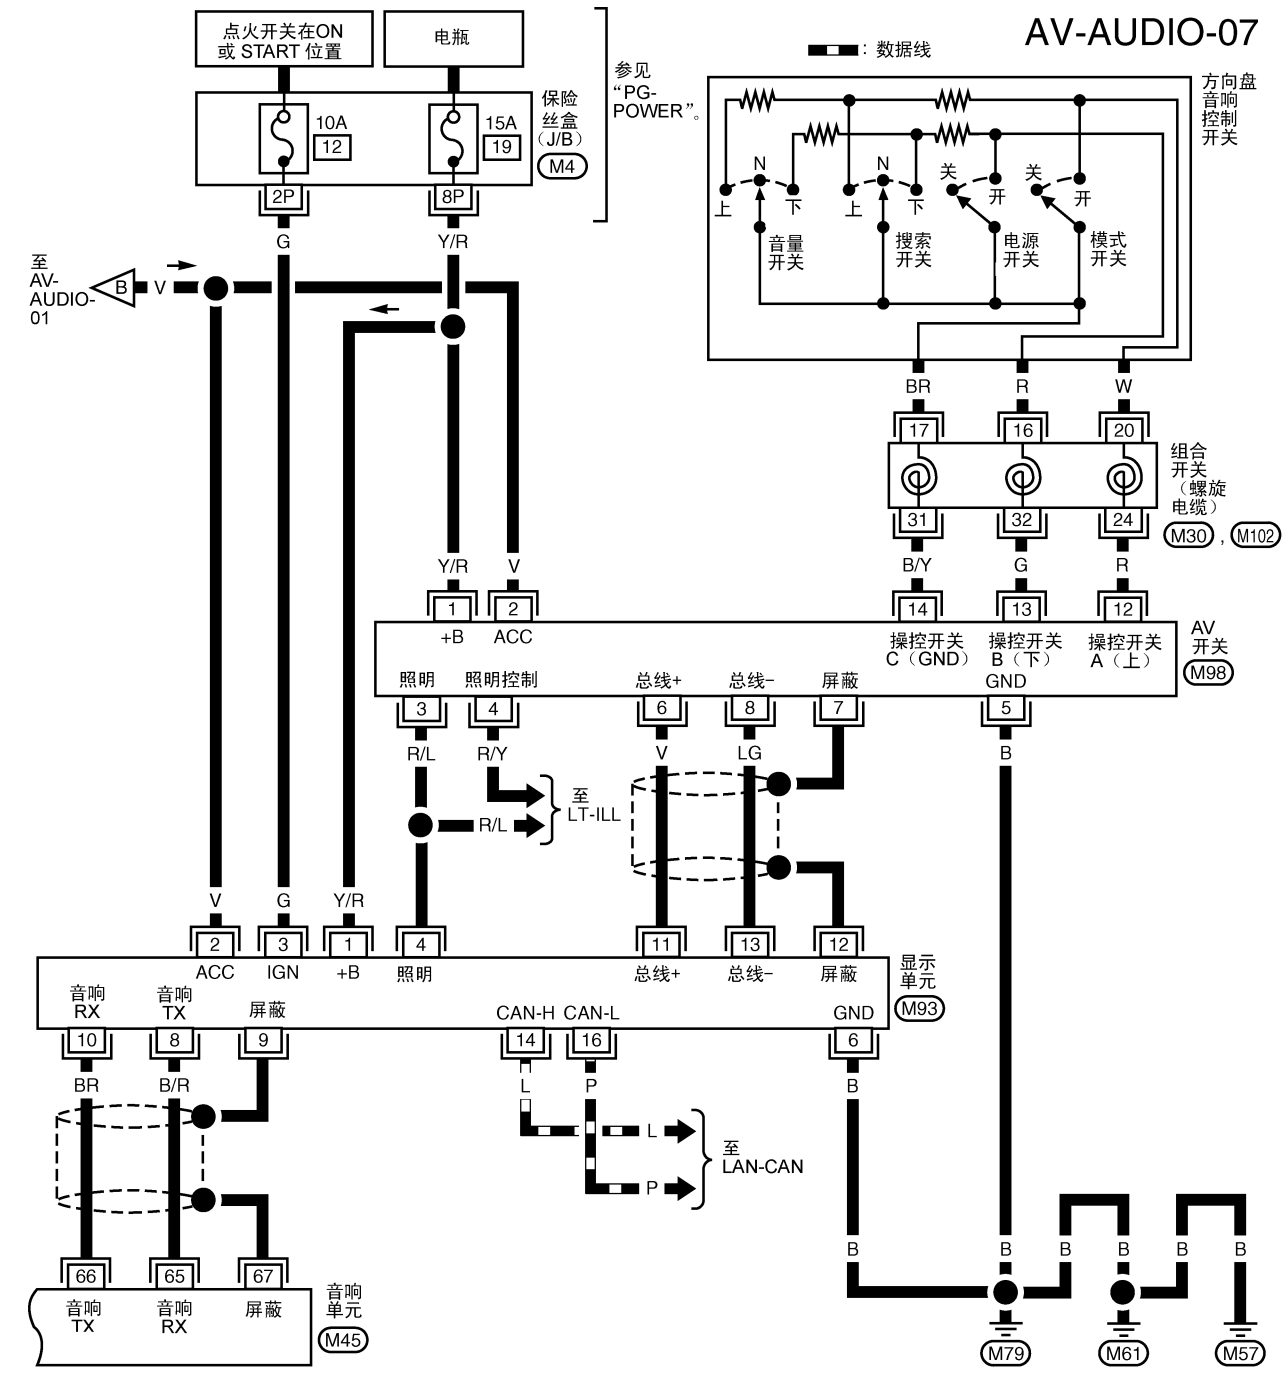 AV-AUDIO-07
：数据线
点火开关在ON
或 START 位置
电瓶
参见
“PG-
POWER”。
10A
12
15A
19
保险
丝盒
（J/B）
M4
2P
8P
G
Y/R
至
AV-
AUDIO-
01
B
V
方向盘
音响
控制
开关
N
上
下
音量
开关
N
上
下
搜索
开关
关
开
电源
开关
关
开
模式
开关
BR
R
W
17
16
20
组合
开关
（螺旋
电缆）
M30 , M102
31
32
24
B/Y
G
R
14
13
12
Y/R
V
1
2
+B
ACC
操控开关
C（GND）
操控开关
B（下）
操控开关
A（上）
AV
开关
M98
照明
照明控制
总线+
总线−
屏蔽
GND
3
4
6
8
7
5
R/L
R/Y
V
LG
B
R/L
至
LT-ILL
V
G
Y/R
2
3
1
4
11
13
12
ACC
IGN
+B
照明
总线+
总线−
屏蔽
显示
单元
M93
音响
RX
音响
TX
屏蔽
CAN-H
CAN-L
GND
10
8
9
14
16
6
BR
B/R
L
P
B
L
P
至
LAN-CAN
B
B
B
B
B
B
66
65
67
音响
TX
音响
RX
屏蔽
音响
单元
M45
M79
M61
M57